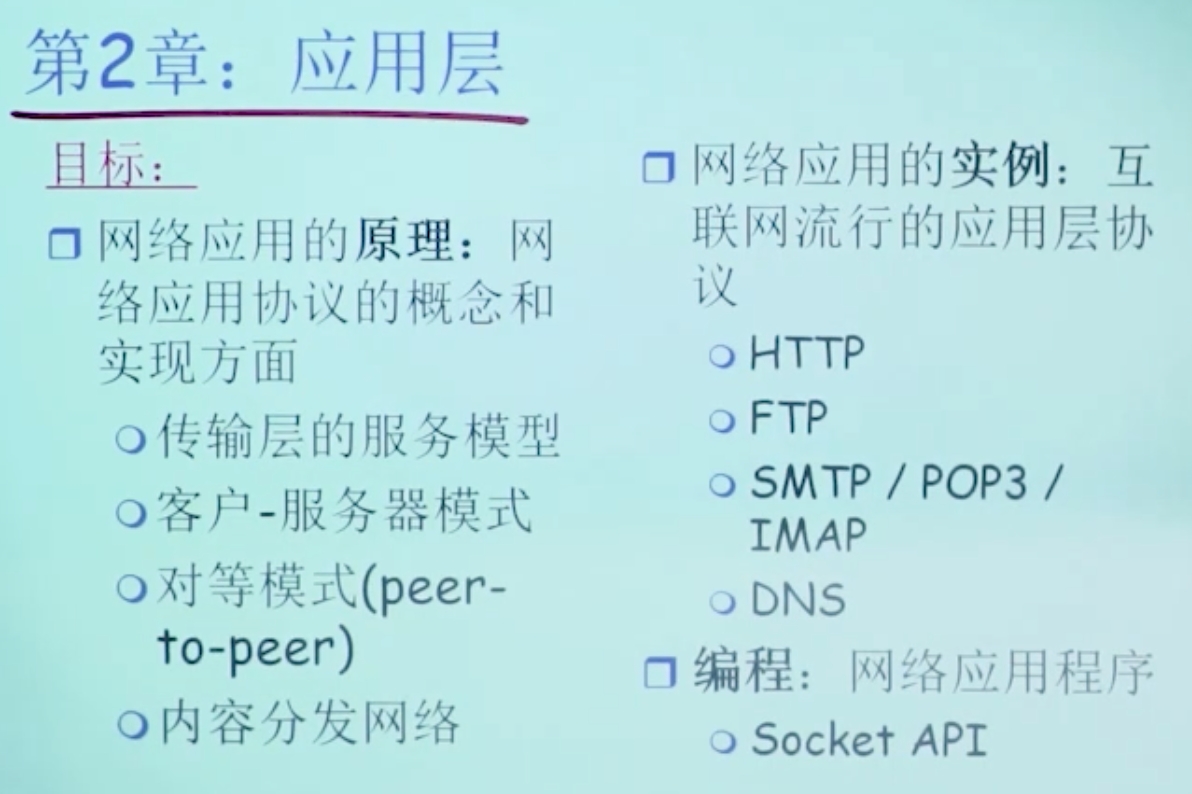 第2章：应用层
目标：
网络应用的原理：网
络应用协议的概念和
实现方面
传输层的服务模型
客户-服务器模式
对等模式(peer-
to-peer)
内容分发网络
网络应用的实例：互
联网流行的应用层协
议
HTTP
FTP
SMTP / POP3 /
IMAP
DNS
编程：网络应用程序
Socket API